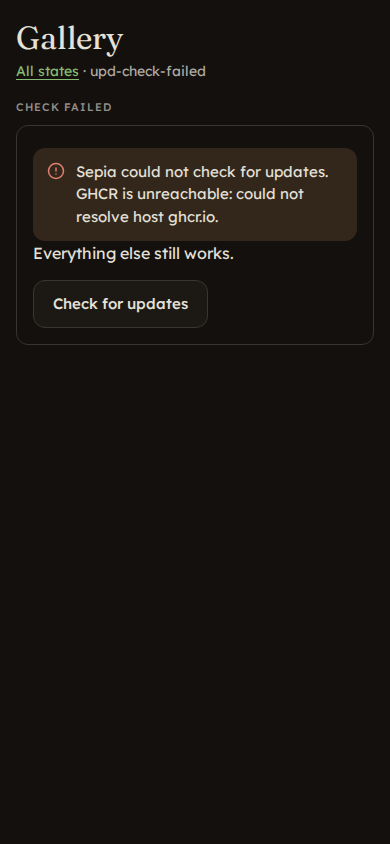 Gallery
All states · upd-check-failed
CHECK FAILED
Sepia could not check for updates.
GHCR is unreachable: could not
resolve host ghcr.io.
Everything else still works.
Check for updates